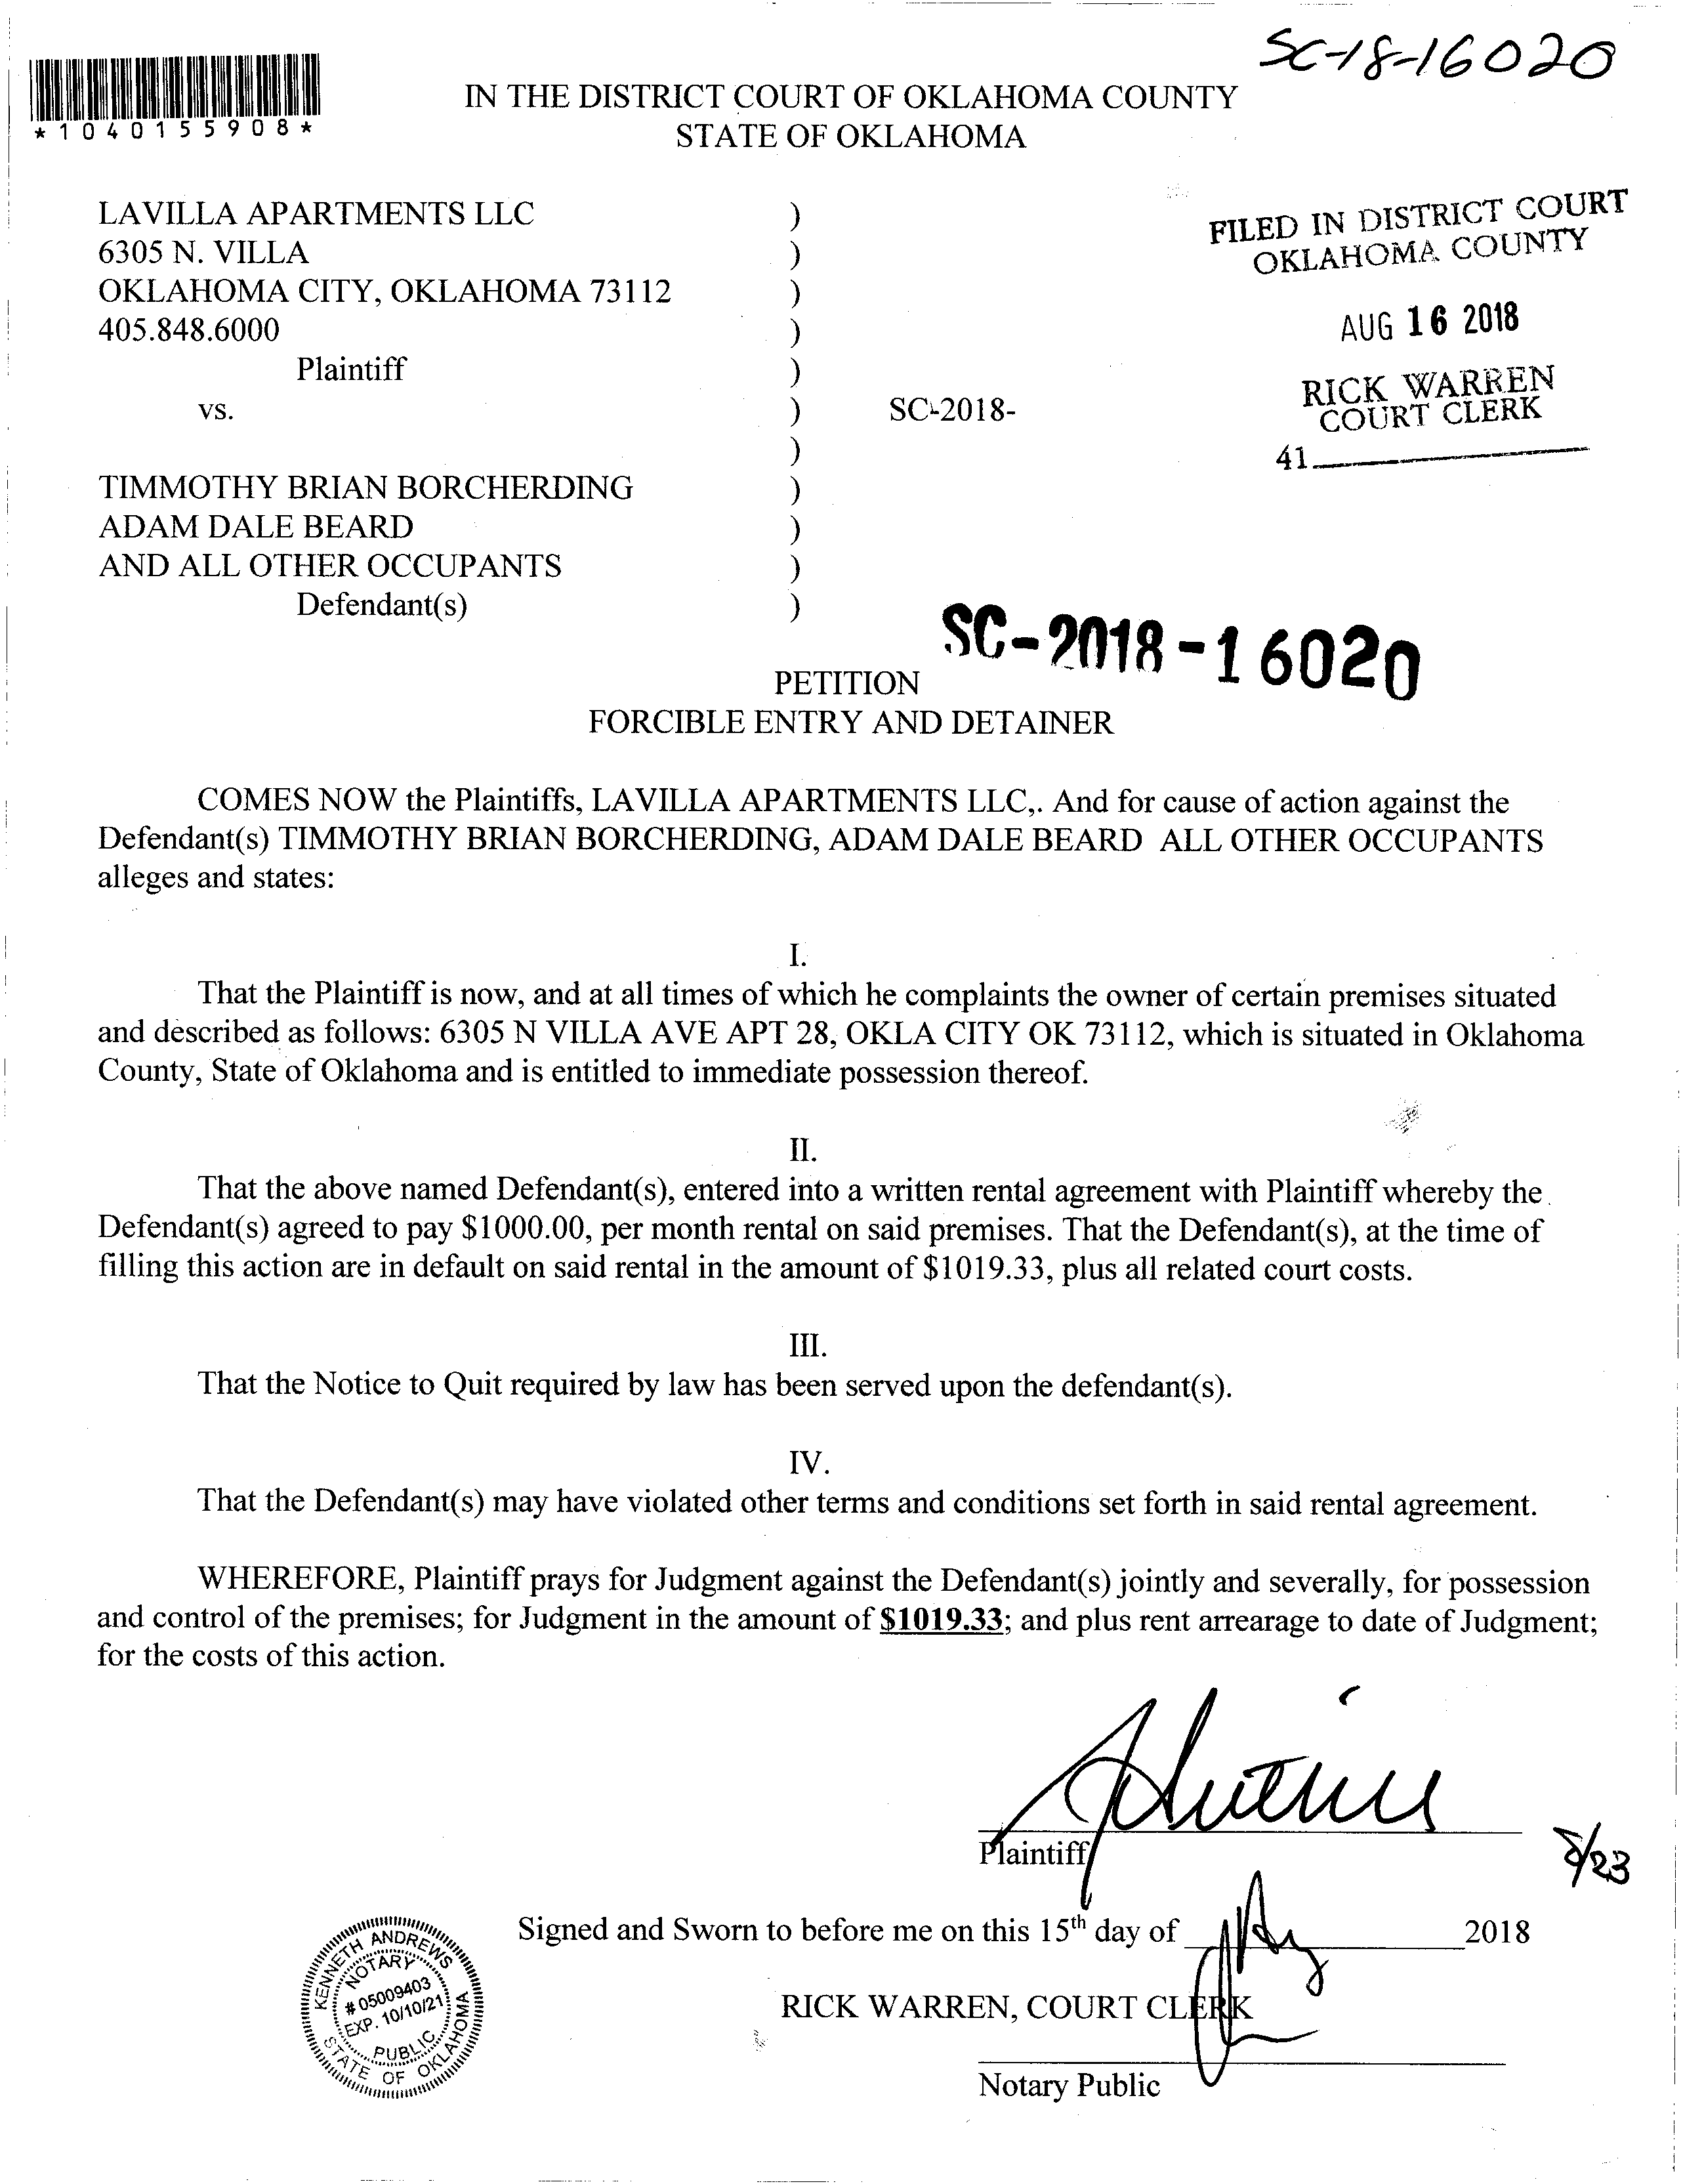 SC-18-16020
*1040155908*
IN THE DISTRICT COURT OF OKLAHOMA COUNTY
STATE OF OKLAHOMA
LAVILLA APARTMENTS LLC )
6305 N. VILLA )
OKLAHOMA CITY, OKLAHOMA 73112 )
405.848.6000 )
Plaintiff )
vs. ) SC-2018-
)
TIMMOTHY BRIAN BORCHERDING )
ADAM DALE BEARD )
AND ALL OTHER OCCUPANTS )
Defendant(s) )
FILED IN DISTRICT COURT
OKLAHOMA COUNTY
AUG 16 2018
RICK WARREN
COURT CLERK
41
SC-2018-16020
PETITION
FORCIBLE ENTRY AND DETAINER
COMES NOW the Plaintiffs, LAVILLA APARTMENTS LLC,. And for cause of action against the
Defendant(s) TIMMOTHY BRIAN BORCHERDING, ADAM DALE BEARD ALL OTHER OCCUPANTS
alleges and states:
I.
That the Plaintiff is now, and at all times of which he complaints the owner of certain premises situated
and described as follows: 6305 N VILLA AVE APT 28, OKLA CITY OK 73112, which is situated in Oklahoma
County, State of Oklahoma and is entitled to immediate possession thereof.
II.
That the above named Defendant(s), entered into a written rental agreement with Plaintiff whereby the
Defendant(s) agreed to pay $1000.00, per month rental on said premises. That the Defendant(s), at the time of
filling this action are in default on said rental in the amount of $1019.33, plus all related court costs.
III.
That the Notice to Quit required by law has been served upon the defendant(s).
IV.
That the Defendant(s) may have violated other terms and conditions set forth in said rental agreement.
WHEREFORE, Plaintiff prays for Judgment against the Defendant(s) jointly and severally, for possession
and control of the premises; for Judgment in the amount of $1019.33; and plus rent arrearage to date of Judgment;
for the costs of this action.
Plaintiff
8/23
Signed and Sworn to before me on this 15th day of 2018
RICK WARREN, COURT CLERK
Notary Public
KENNETH ANDREWS
NOTARY
# 05009403
EXP. 10/10/21
PUBLIC
STATE OF OKLAHOMA